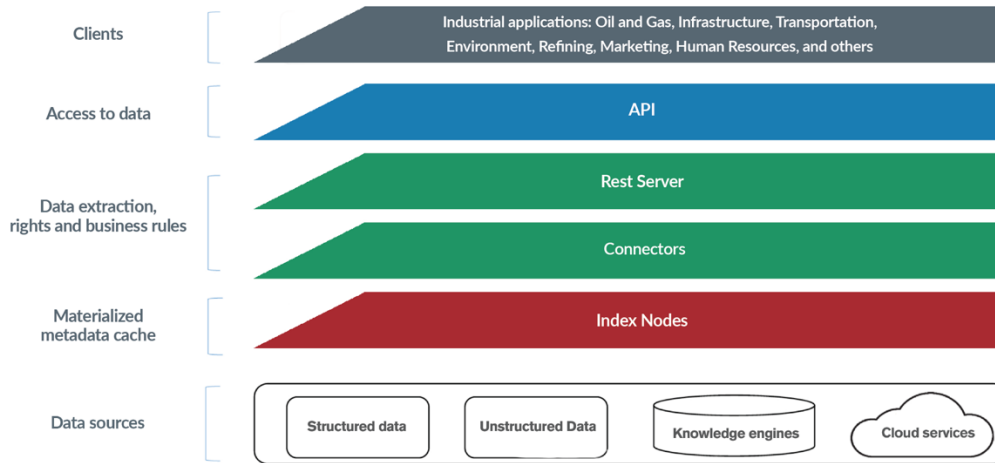 Clients
Industrial applications: Oil and Gas, Infrastructure, Transportation,
Environment, Refining, Marketing, Human Resources, and others
Access to data
API
Data extraction,
rights and business rules
Rest Server
Connectors
Materialized
metadata cache
Index Nodes
Data sources
Structured data
Unstructured Data
Knowledge engines
Cloud services